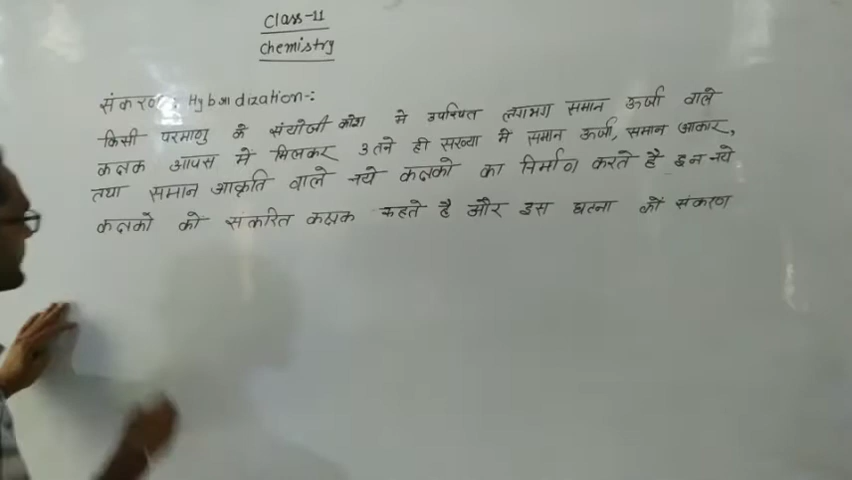 Class-11
Chemistry
संकरण : Hybridization-:
किसी परमाणु के संयोजी कोश मे उपस्थित लगभग समान ऊर्जा वाले
कक्षक आपस में मिलकर उतने ही संख्या में समान ऊर्जा, समान आकार,
तथा समान आकृति वाले नये कक्षको का निर्माण करते है इन नये
कक्षको को संकरित कक्षक कहते है और इस घटना को संकरण